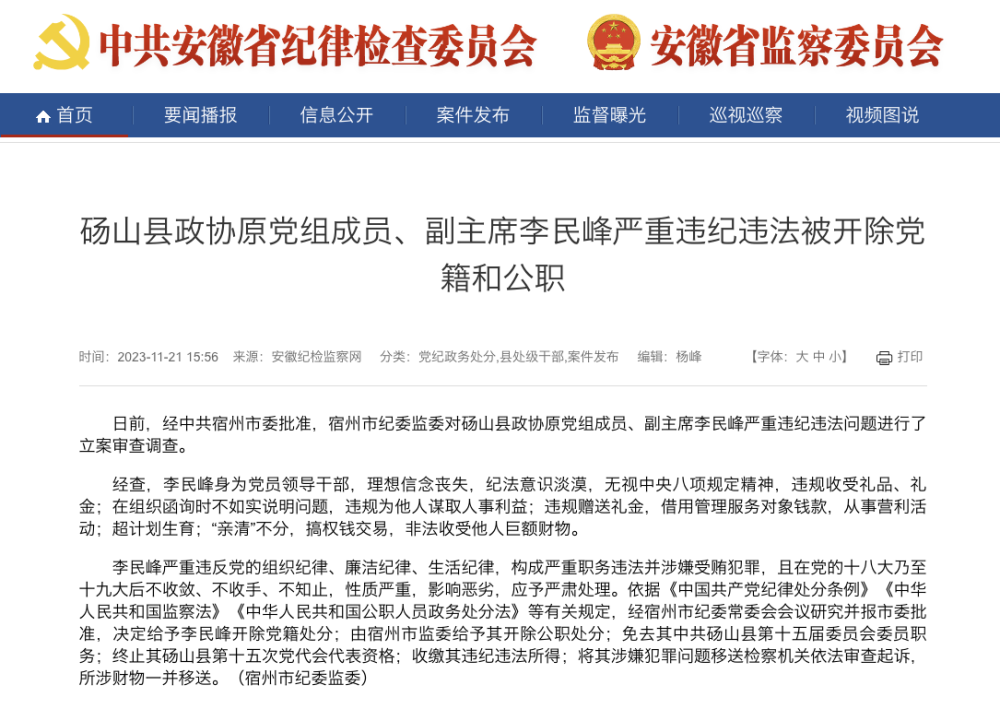 中共安徽省纪律检查委员会 安徽省监察委员会
首页 要闻播报 信息公开 案件发布 监督曝光 巡视巡察 视频图说
砀山县政协原党组成员、副主席李民峰严重违纪违法被开除党
籍和公职
时间：2023-11-21 15:56 来源：安徽纪检监察网 分类：党纪政务处分,县处级干部,案件发布 编辑：杨峰 【字体：大 中 小】 打印
日前，经中共宿州市委批准，宿州市纪委监委对砀山县政协原党组成员、副主席李民峰严重违纪违法问题进行了
立案审查调查。
经查，李民峰身为党员领导干部，理想信念丧失，纪法意识淡漠，无视中央八项规定精神，违规收受礼品、礼
金；在组织函询时不如实说明问题，违规为他人谋取人事利益；违规赠送礼金，借用管理服务对象钱款，从事营利活
动；超计划生育；“亲清”不分，搞权钱交易，非法收受他人巨额财物。
李民峰严重违反党的组织纪律、廉洁纪律、生活纪律，构成严重职务违法并涉嫌受贿犯罪，且在党的十八大乃至
十九大后不收敛、不收手、不知止，性质严重，影响恶劣，应予严肃处理。依据《中国共产党纪律处分条例》《中华
人民共和国监察法》《中华人民共和国公职人员政务处分法》等有关规定，经宿州市纪委常委会会议研究并报市委批
准，决定给予李民峰开除党籍处分；由宿州市监委给予其开除公职处分；免去其中共砀山县第十五届委员会委员职
务；终止其砀山县第十五次党代会代表资格；收缴其违纪违法所得；将其涉嫌犯罪问题移送检察机关依法审查起诉，
所涉财物一并移送。（宿州市纪委监委）